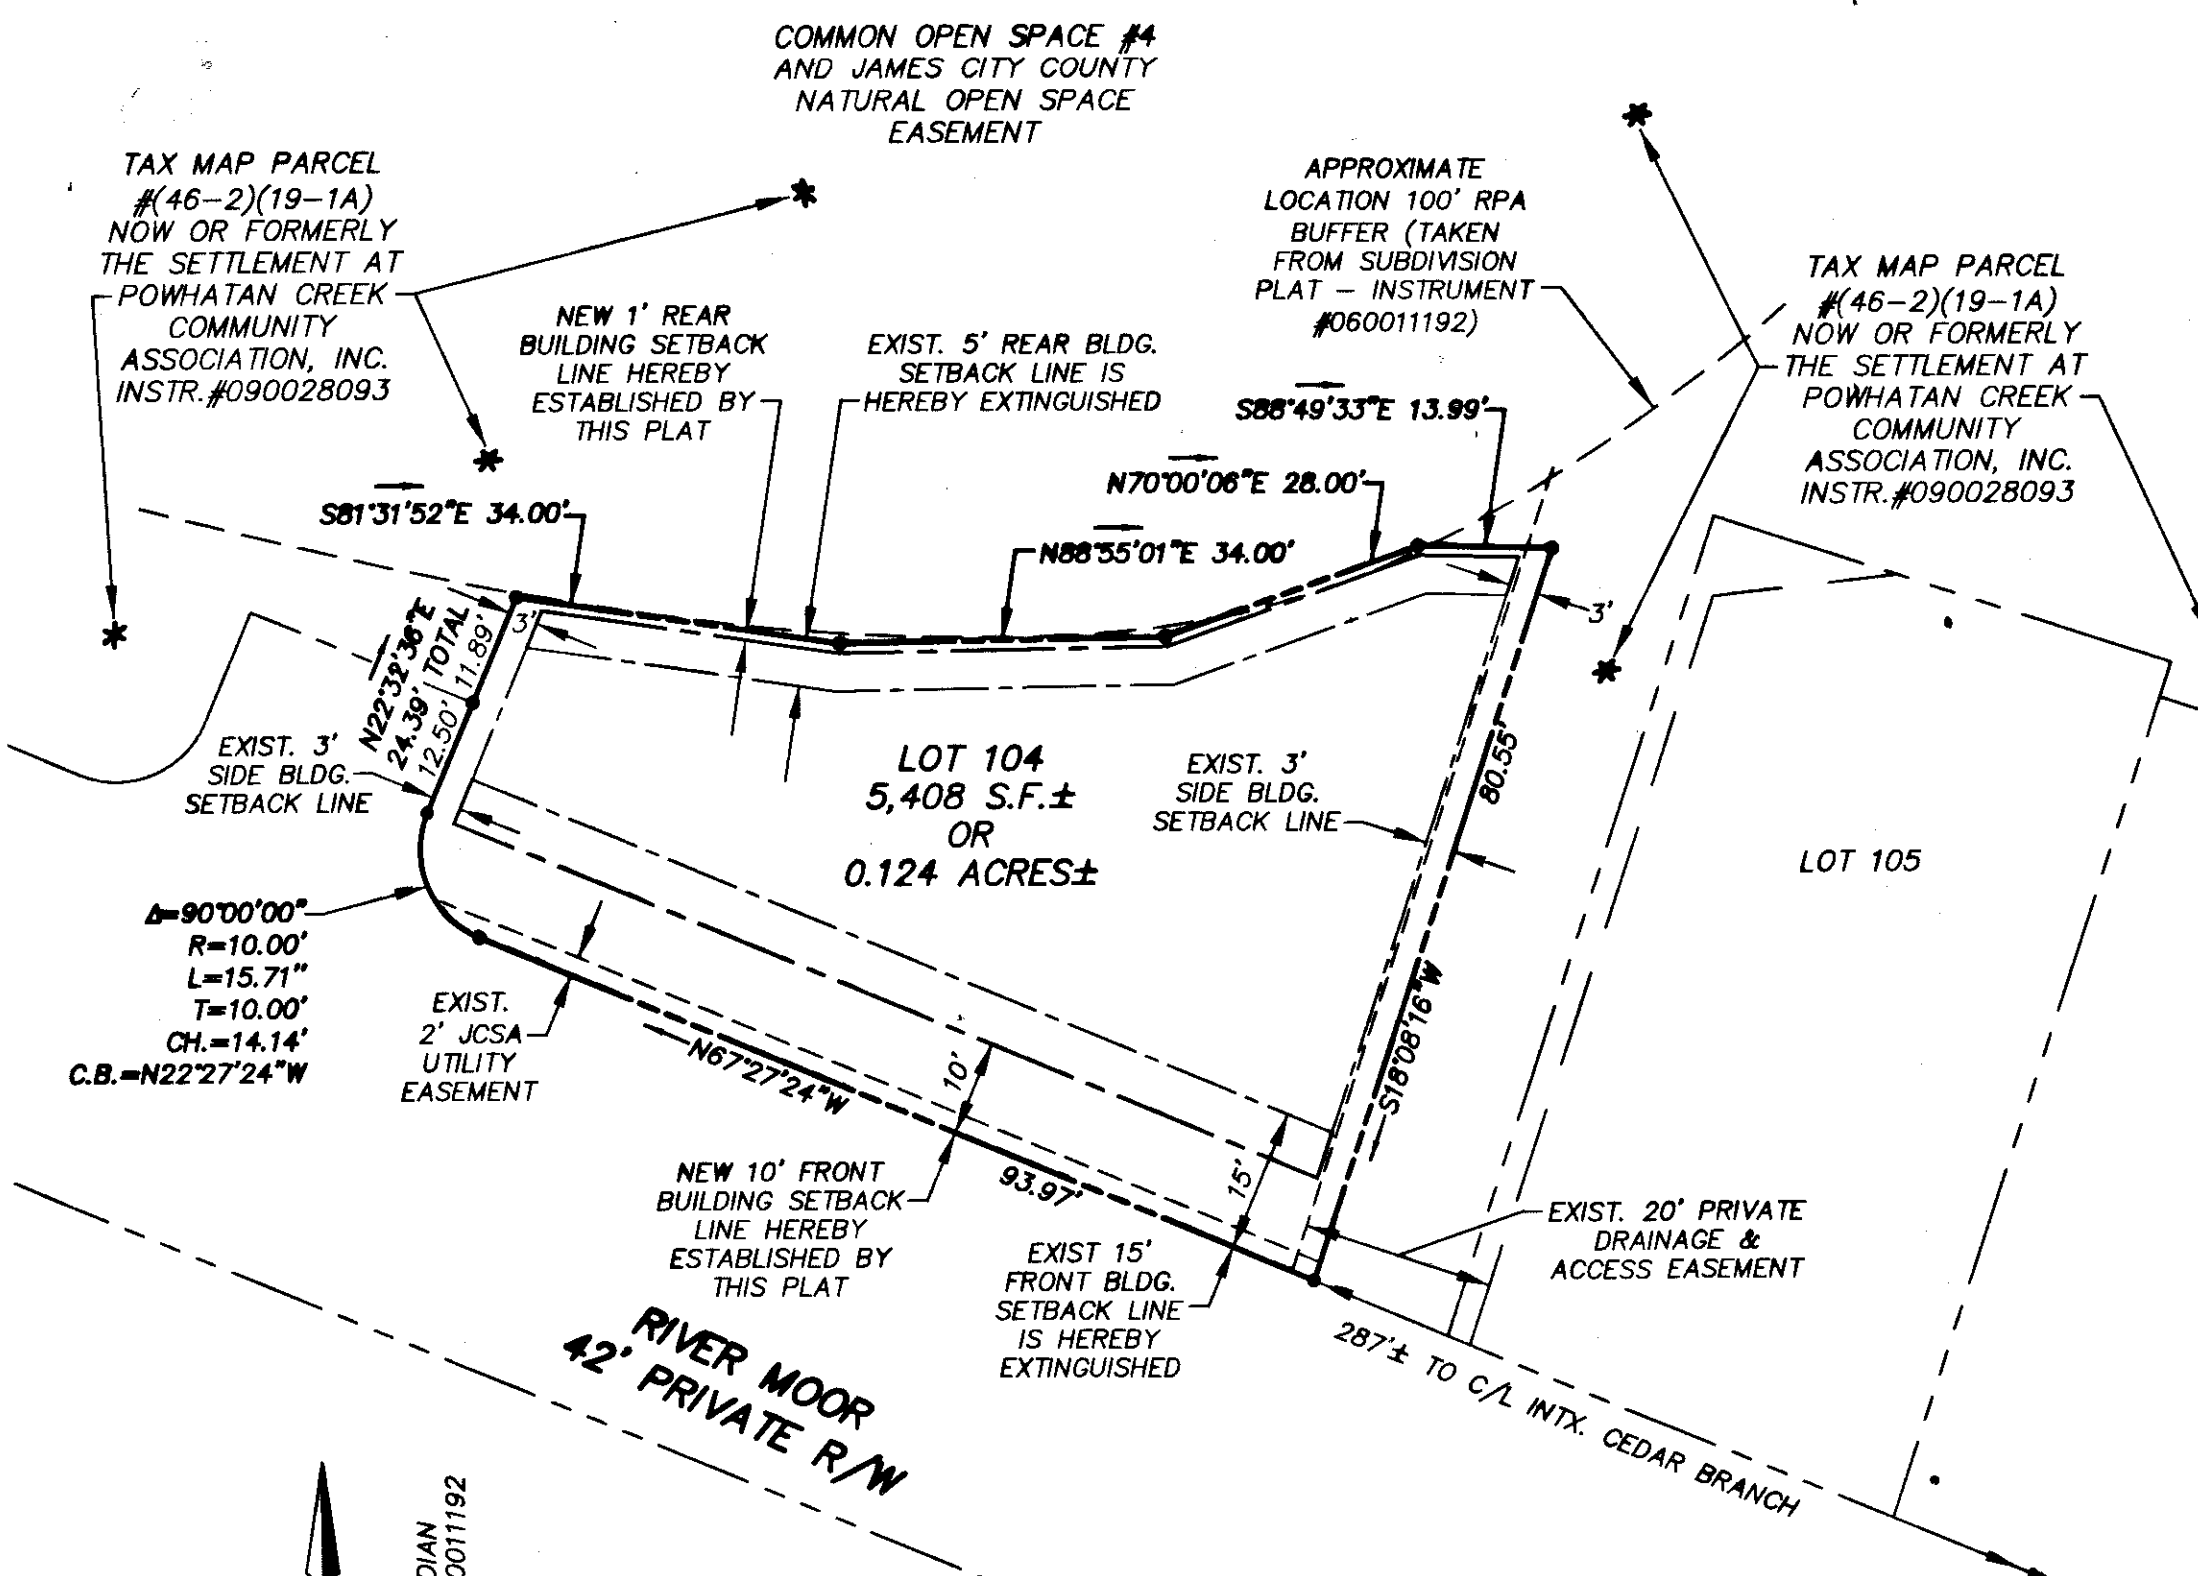 COMMON OPEN SPACE #4
AND JAMES CITY COUNTY
NATURAL OPEN SPACE
EASEMENT
TAX MAP PARCEL
#(46-2)(19-1A)
NOW OR FORMERLY
THE SETTLEMENT AT
POWHATAN CREEK
COMMUNITY
ASSOCIATION, INC.
INSTR.#090028093
NEW 1' REAR
BUILDING SETBACK
LINE HEREBY
ESTABLISHED BY
THIS PLAT
EXIST. 5' REAR BLDG.
SETBACK LINE IS
HEREBY EXTINGUISHED
APPROXIMATE
LOCATION 100' RPA
BUFFER (TAKEN
FROM SUBDIVISION
PLAT – INSTRUMENT
#060011192)
TAX MAP PARCEL
#(46-2)(19-1A)
NOW OR FORMERLY
THE SETTLEMENT AT
POWHATAN CREEK
COMMUNITY
ASSOCIATION, INC.
INSTR.#090028093
S88°49'33"E 13.99'
N70°00'06"E 28.00'
S81°31'52"E 34.00'
N88°55'01"E 34.00'
3'
3'
N22°32'36"E
24.39' TOTAL
12.50'
11.89'
EXIST. 3'
SIDE BLDG.
SETBACK LINE
LOT 104
5,408 S.F.±
OR
0.124 ACRES±
EXIST. 3'
SIDE BLDG.
SETBACK LINE
80.55'
S18°08'16"W
LOT 105
Δ=90°00'00"
R=10.00'
L=15.71"
T=10.00'
CH.=14.14'
C.B.=N22°27'24"W
EXIST.
2' JCSA
UTILITY
EASEMENT
N67°27'24"W
93.97'
10'
15'
NEW 10' FRONT
BUILDING SETBACK
LINE HEREBY
ESTABLISHED BY
THIS PLAT
EXIST 15'
FRONT BLDG.
SETBACK LINE
IS HEREBY
EXTINGUISHED
EXIST. 20' PRIVATE
DRAINAGE &
ACCESS EASEMENT
287'± TO C/L INTX. CEDAR BRANCH
RIVER MOOR
42' PRIVATE R/W
DIAN
0011192